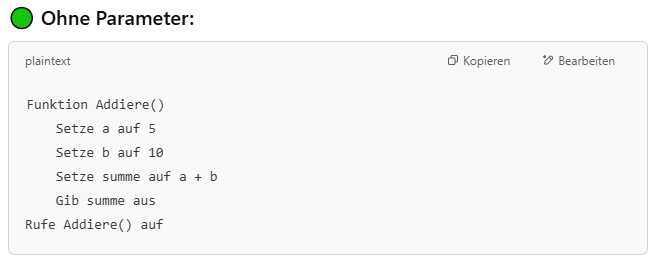 Ohne Parameter:
plaintext
Kopieren
Bearbeiten
Funktion Addiere()
    Setze a auf 5
    Setze b auf 10
    Setze summe auf a + b
    Gib summe aus
Rufe Addiere() auf